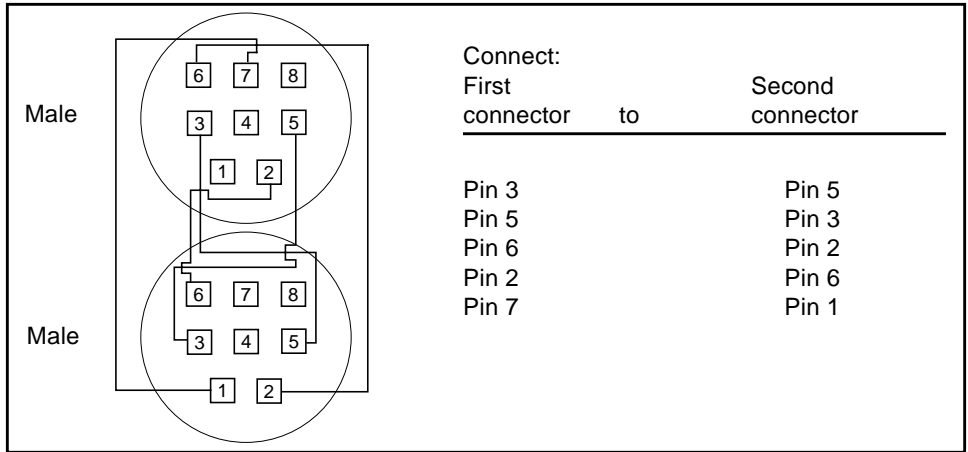 Male
6 7 8
3 4 5
1 2
Male
6 7 8
3 4 5
1 2
Connect:
First Second
connector to connector
Pin 3 Pin 5
Pin 5 Pin 3
Pin 6 Pin 2
Pin 2 Pin 6
Pin 7 Pin 1